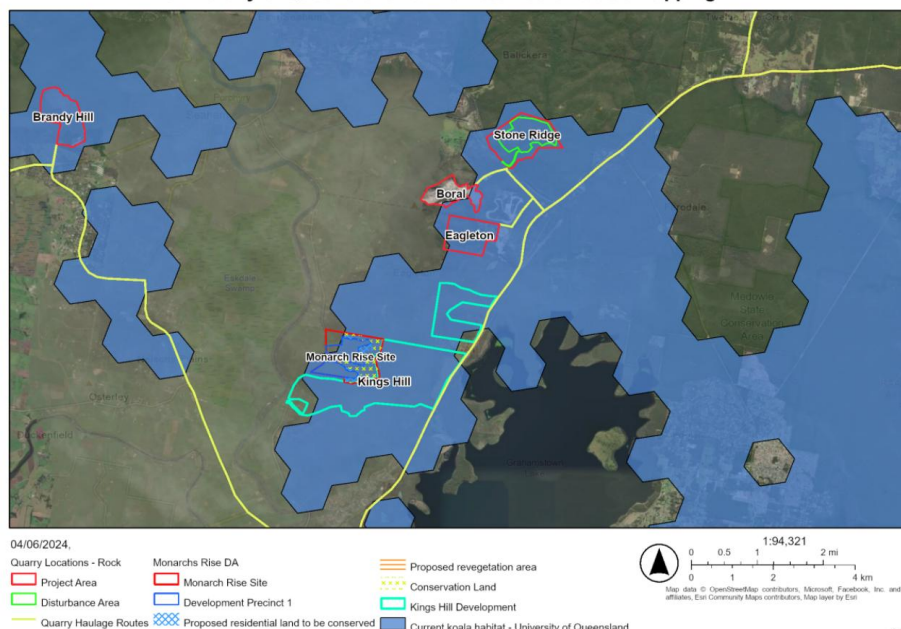 Belickera
Brandy Hill
Stone Ridge
Boral
Eagleton
Monarch Rise Site
Kings Hill
Osterley
04/06/2024,
Quarry Locations - Rock
Project Area
Disturbance Area
Quarry Haulage Routes
Monarchs Rise DA
Monarch Rise Site
Development Precinct 1
Proposed residential land to be conserved
Proposed revegetation area
Conservation Land
Kings Hill Development
Current koala habitat - University of Queensland
1:94,321
0 0.5 1 2 mi
0 1 2 4 km
Map data © OpenStreetMap contributors, Microsoft, Facebook, Inc. and
affiliates, Esri Community Maps contributors, Map layer by Esri